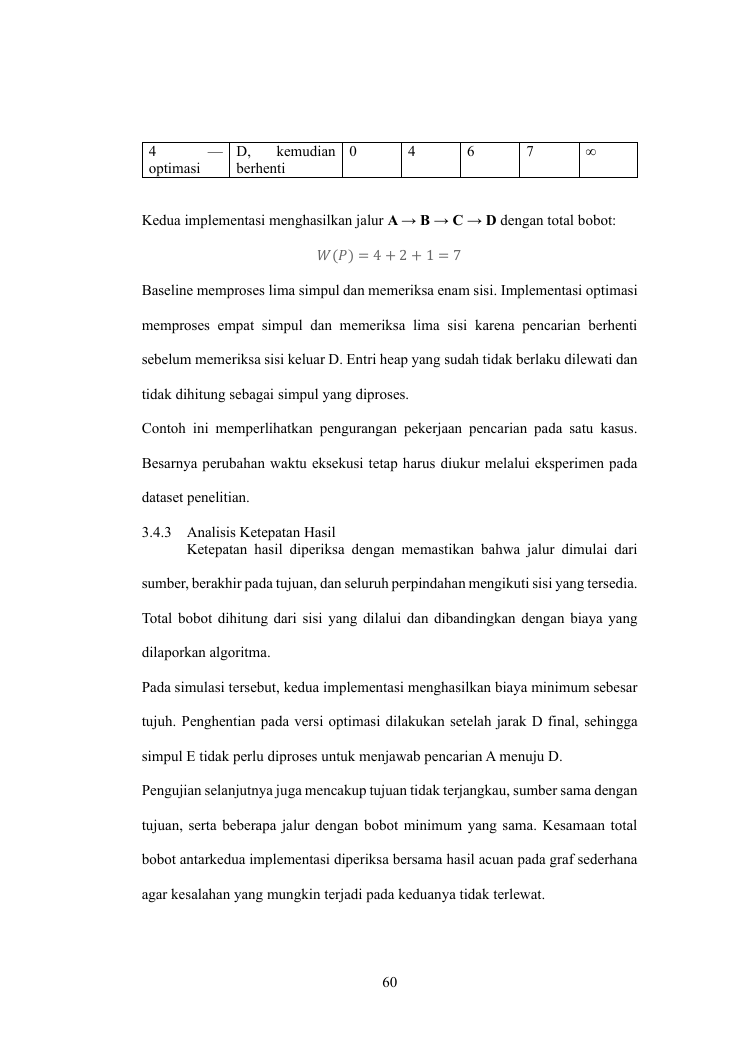 4 — D, kemudian 0 4 6 7 ∞
optimasi berhenti
Kedua implementasi menghasilkan jalur A → B → C → D dengan total bobot:
W(P) = 4 + 2 + 1 = 7
Baseline memproses lima simpul dan memeriksa enam sisi. Implementasi optimasi
memproses empat simpul dan memeriksa lima sisi karena pencarian berhenti
sebelum memeriksa sisi keluar D. Entri heap yang sudah tidak berlaku dilewati dan
tidak dihitung sebagai simpul yang diproses.
Contoh ini memperlihatkan pengurangan pekerjaan pencarian pada satu kasus.
Besarnya perubahan waktu eksekusi tetap harus diukur melalui eksperimen pada
dataset penelitian.
3.4.3 Analisis Ketepatan Hasil
Ketepatan hasil diperiksa dengan memastikan bahwa jalur dimulai dari
sumber, berakhir pada tujuan, dan seluruh perpindahan mengikuti sisi yang tersedia.
Total bobot dihitung dari sisi yang dilalui dan dibandingkan dengan biaya yang
dilaporkan algoritma.
Pada simulasi tersebut, kedua implementasi menghasilkan biaya minimum sebesar
tujuh. Penghentian pada versi optimasi dilakukan setelah jarak D final, sehingga
simpul E tidak perlu diproses untuk menjawab pencarian A menuju D.
Pengujian selanjutnya juga mencakup tujuan tidak terjangkau, sumber sama dengan
tujuan, serta beberapa jalur dengan bobot minimum yang sama. Kesamaan total
bobot antarkedua implementasi diperiksa bersama hasil acuan pada graf sederhana
agar kesalahan yang mungkin terjadi pada keduanya tidak terlewat.
60